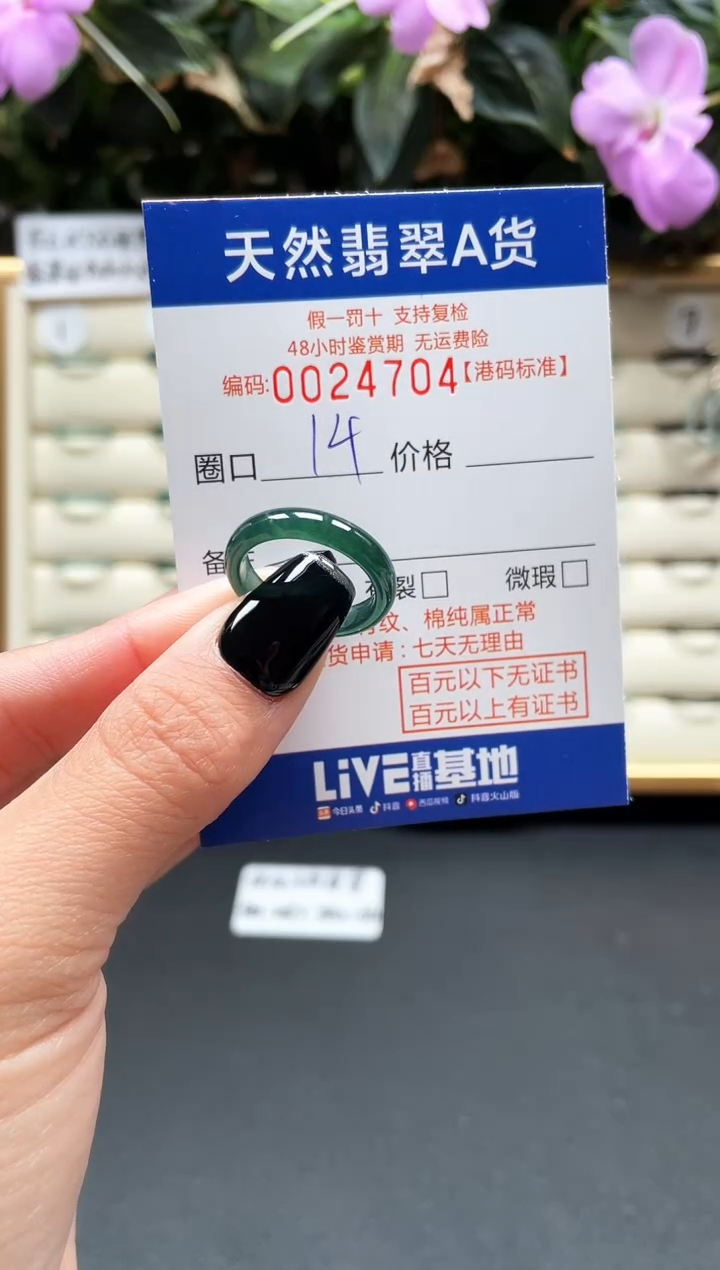 天然翡翠A货
假一罚十 支持复检
48小时鉴赏期 无运费险
编码:0024704【港码标准】
圈口 14 价格
备
裂□ 微瑕□
纹、棉纯属正常
货申请:七天无理由
百元以下无证书
百元以上有证书
LiVE直播基地
今日头条 抖音 西瓜视频 抖音火山版